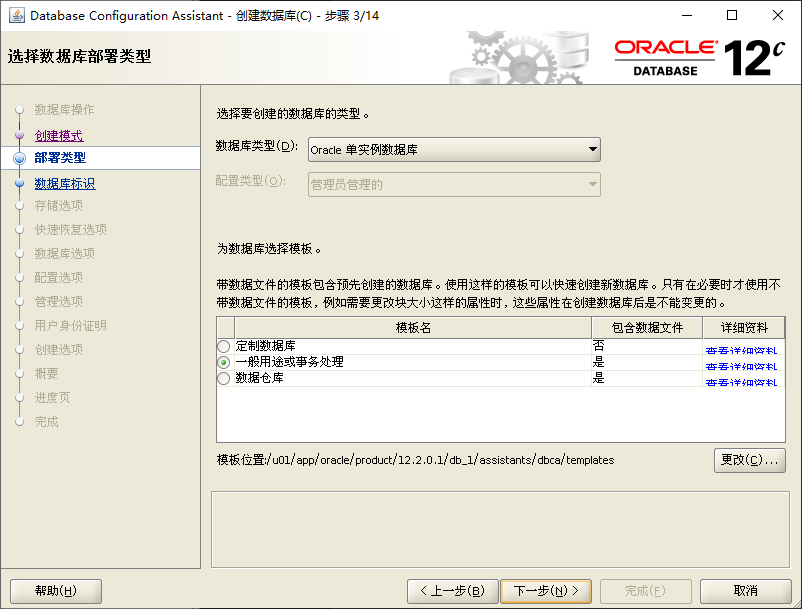 Database Configuration Assistant - 创建数据库(C) - 步骤 3/14
选择数据库部署类型
ORACLE
DATABASE
12c
数据库操作
创建模式
部署类型
数据库标识
存储选项
快速恢复选项
数据库选项
配置选项
管理选项
用户身份证明
创建选项
概要
进度页
完成
选择要创建的数据库的类型。
数据库类型(D): Oracle 单实例数据库
配置类型(O): 管理员管理的
为数据库选择模板。
带数据文件的模板包含预先创建的数据库。使用这样的模板可以快速创建新数据库。只有在必要时才使用不
带数据文件的模板，例如需要更改块大小这样的属性时，这些属性在创建数据库后是不能变更的。
模板名 包含数据文件 详细资料
定制数据库 否 查看详细资料
一般用途或事务处理 是 查看详细资料
数据仓库 是 查看详细资料
模板位置:/u01/app/oracle/product/12.2.0.1/db_1/assistants/dbca/templates
更改(C)...
帮助(H) <上一步(B) 下一步(N)> 完成(F) 取消